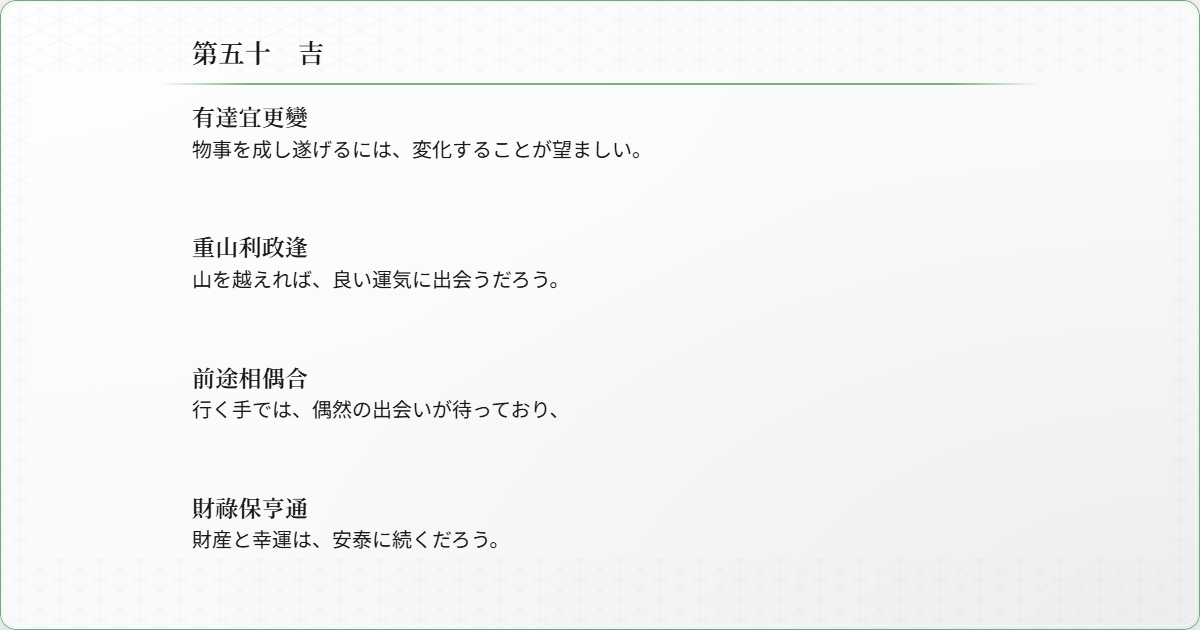 第五十　吉
有達宜更變
物事を成し遂げるには、変化することが望ましい。
重山利政逢
山を越えれば、良い運気に出会うだろう。
前途相偶合
行く手では、偶然の出会いが待っており、
財祿保亨通
財産と幸運は、安泰に続くだろう。